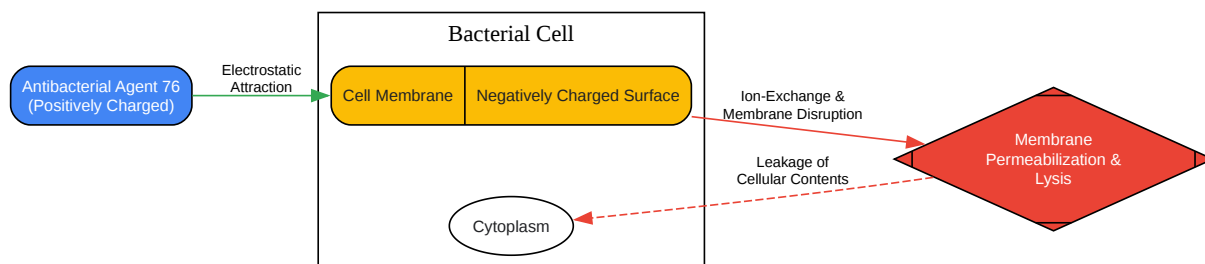 Bacterial Cell
Antibacterial Agent 76
(Positively Charged)
Electrostatic
Attraction
Cell Membrane
Negatively Charged Surface
Ion-Exchange &
Membrane Disruption
Membrane
Permeabilization &
Lysis
Leakage of
Cellular Contents
Cytoplasm